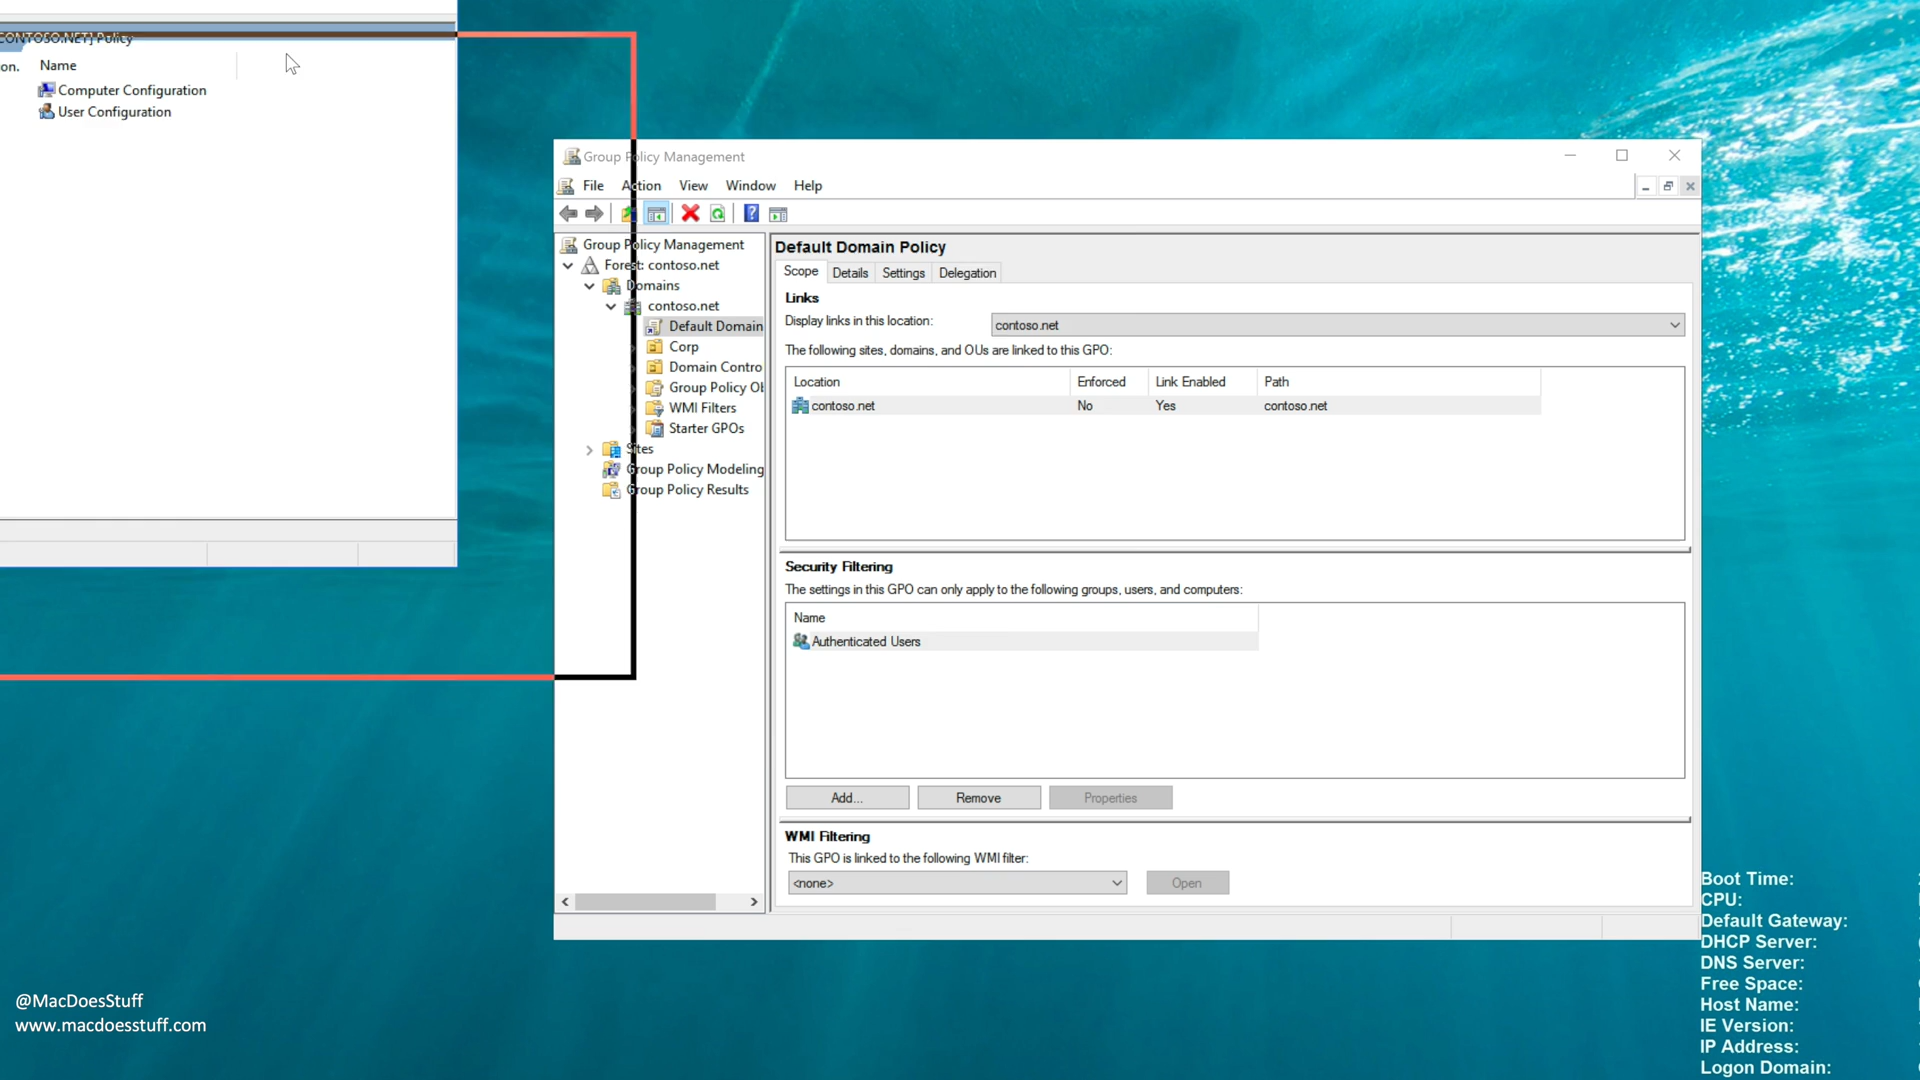 CONTOSO.NET] Policy
on.
Name
Computer Configuration
User Configuration
Group Policy Management
File Action View Window Help
Group Policy Management
Forest: contoso.net
Domains
contoso.net
Default Domain
Corp
Domain Contro
Group Policy Ob
WMI Filters
Starter GPOs
Sites
Group Policy Modeling
Group Policy Results
Default Domain Policy
Scope Details Settings Delegation
Links
Display links in this location: contoso.net
The following sites, domains, and OUs are linked to this GPO:
Location Enforced Link Enabled Path
contoso.net No Yes contoso.net
Security Filtering
The settings in this GPO can only apply to the following groups, users, and computers:
Name
Authenticated Users
Add... Remove Properties
WMI Filtering
This GPO is linked to the following WMI filter:
<none> Open
Boot Time:
CPU:
Default Gateway:
DHCP Server:
DNS Server:
Free Space:
Host Name:
IE Version:
IP Address:
Logon Domain:
@MacDoesStuff
www.macdoesstuff.com